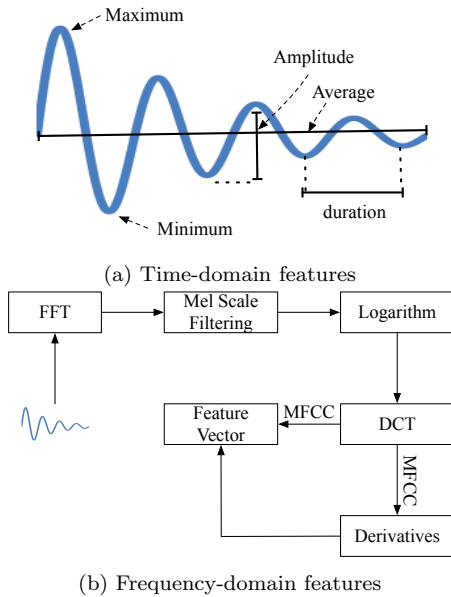 Maximum
Amplitude
Average
Minimum
duration
(a) Time-domain features
FFT
Mel Scale
Filtering
Logarithm
Feature
Vector
MFCC
DCT
MFCC
Derivatives
(b) Frequency-domain features